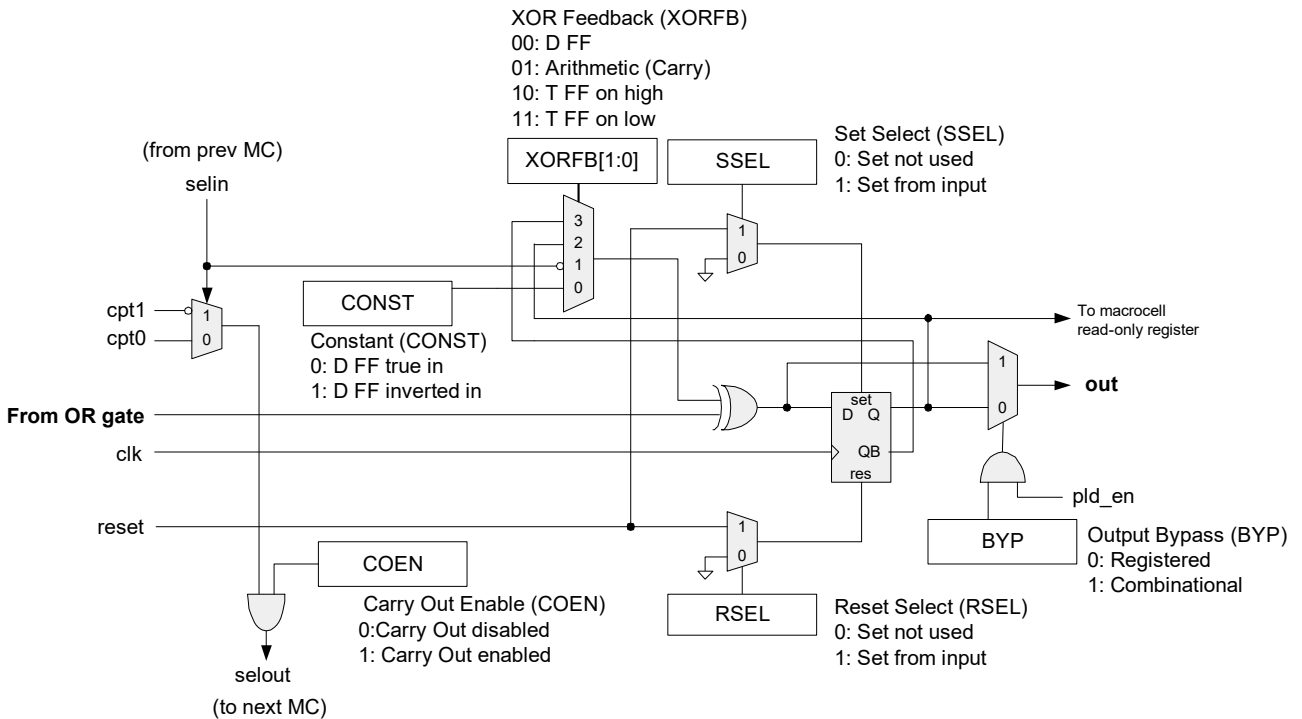 XOR Feedback (XORFB)
00: D FF
01: Arithmetic (Carry)
10: T FF on high
11: T FF on low
(from prev MC)
selin
XORFB[1:0]
SSEL
Set Select (SSEL)
0: Set not used
1: Set from input
3
2
1
0
1
0
cpt1
cpt0
1
0
CONST
Constant (CONST)
0: D FF true in
1: D FF inverted in
To macrocell
read-only register
1
0
out
From OR gate
set
D Q
QB
res
clk
reset
1
0
pld_en
BYP
Output Bypass (BYP)
0: Registered
1: Combinational
COEN
Carry Out Enable (COEN)
0:Carry Out disabled
1: Carry Out enabled
RSEL
Reset Select (RSEL)
0: Set not used
1: Set from input
selout
(to next MC)